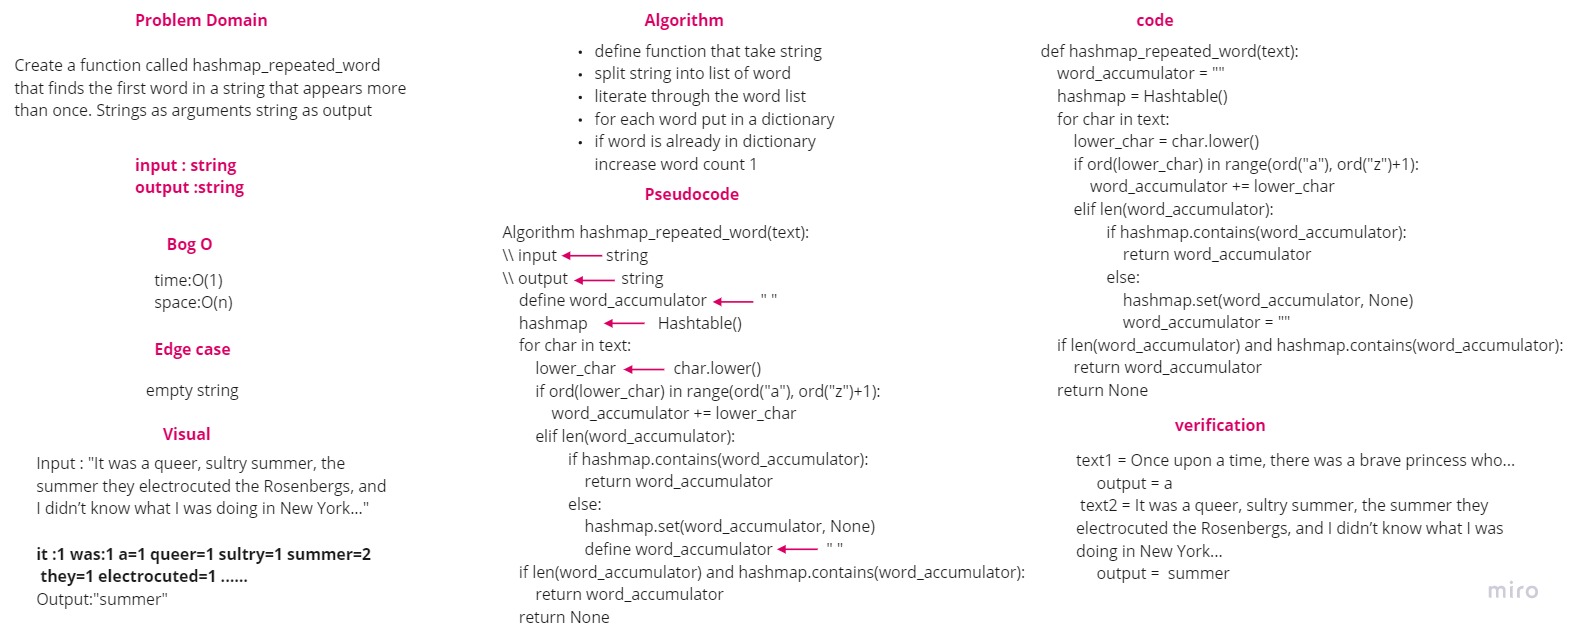 Problem Domain
Create a function called hashmap_repeated_word
that finds the first word in a string that appears more
than once. Strings as arguments string as output
input : string
output :string
Bog O
time:O(1)
space:O(n)
Edge case
empty string
Visual
Input : "It was a queer, sultry summer, the
summer they electrocuted the Rosenbergs, and
I didn’t know what I was doing in New York..."
it :1 was:1 a=1 queer=1 sultry=1 summer=2
they=1 electrocuted=1 ......
Output:"summer"
Algorithm
• define function that take string
• split string into list of word
• literate through the word list
• for each word put in a dictionary
• if word is already in dictionary
increase word count 1
Pseudocode
Algorithm hashmap_repeated_word(text):
\\ input ← string
\\ output ← string
define word_accumulator ← " "
hashmap ← Hashtable()
for char in text:
lower_char ← char.lower()
if ord(lower_char) in range(ord("a"), ord("z")+1):
word_accumulator += lower_char
elif len(word_accumulator):
if hashmap.contains(word_accumulator):
return word_accumulator
else:
hashmap.set(word_accumulator, None)
define word_accumulator ← " "
if len(word_accumulator) and hashmap.contains(word_accumulator):
return word_accumulator
return None
code
def hashmap_repeated_word(text):
word_accumulator = ""
hashmap = Hashtable()
for char in text:
lower_char = char.lower()
if ord(lower_char) in range(ord("a"), ord("z")+1):
word_accumulator += lower_char
elif len(word_accumulator):
if hashmap.contains(word_accumulator):
return word_accumulator
else:
hashmap.set(word_accumulator, None)
word_accumulator = ""
if len(word_accumulator) and hashmap.contains(word_accumulator):
return word_accumulator
return None
verification
text1 = Once upon a time, there was a brave princess who...
output = a
text2 = It was a queer, sultry summer, the summer they
electrocuted the Rosenbergs, and I didn’t know what I was
doing in New York...
output = summer
miro